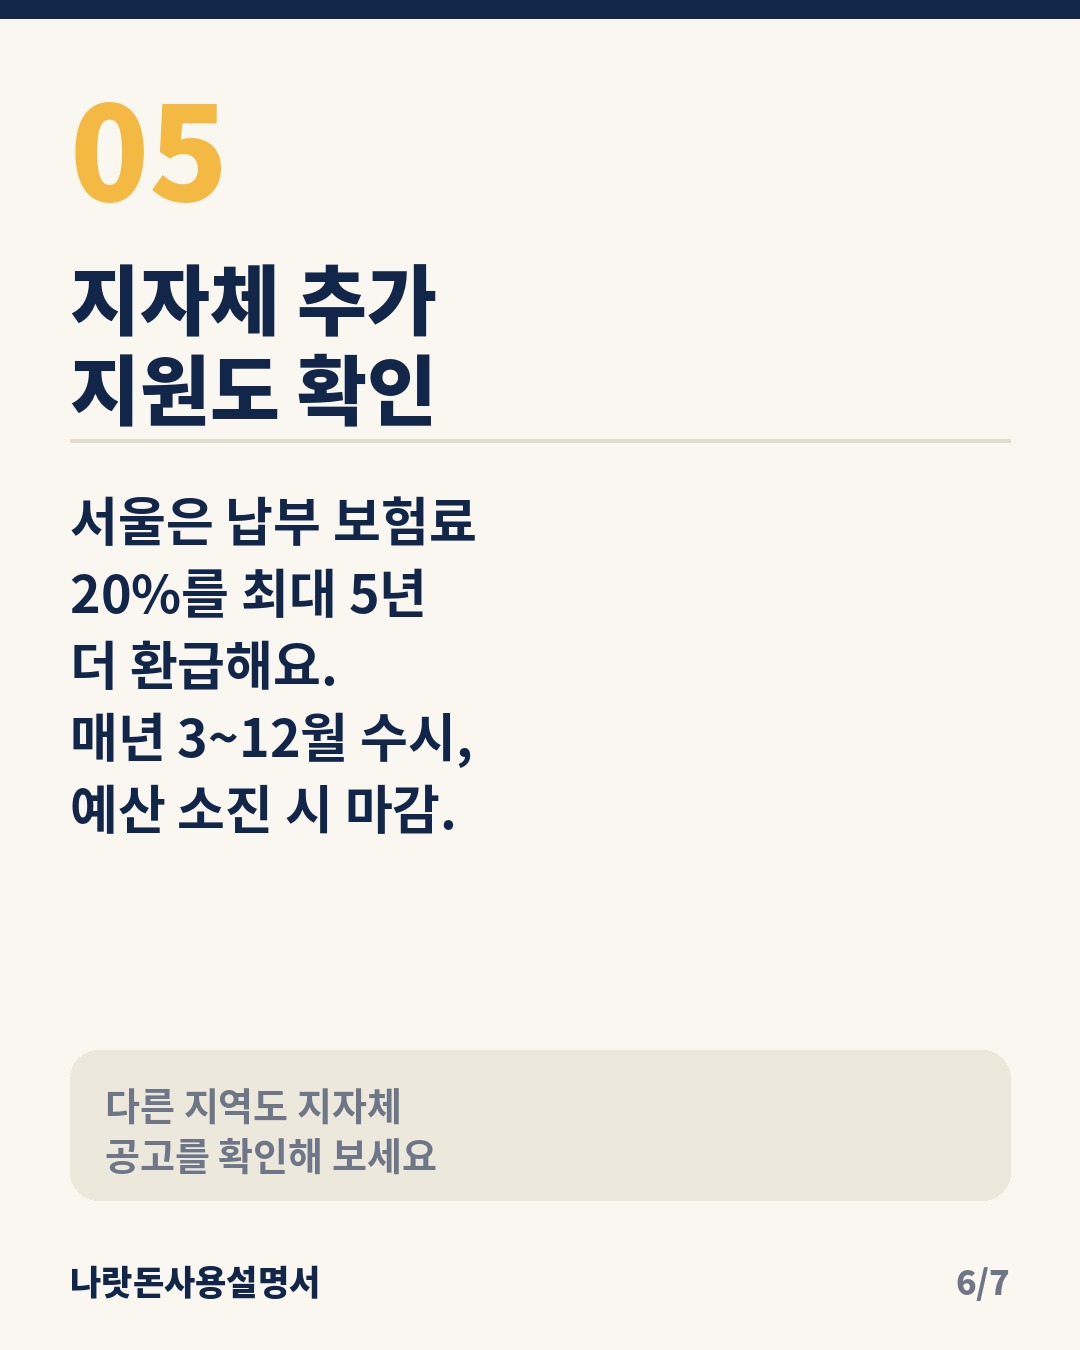 05
지자체 추가
지원도 확인
서울은 납부 보험료
20%를 최대 5년
더 환급해요.
매년 3~12월 수시,
예산 소진 시 마감.
다른 지역도 지자체
공고를 확인해 보세요
나랏돈사용설명서
6/7